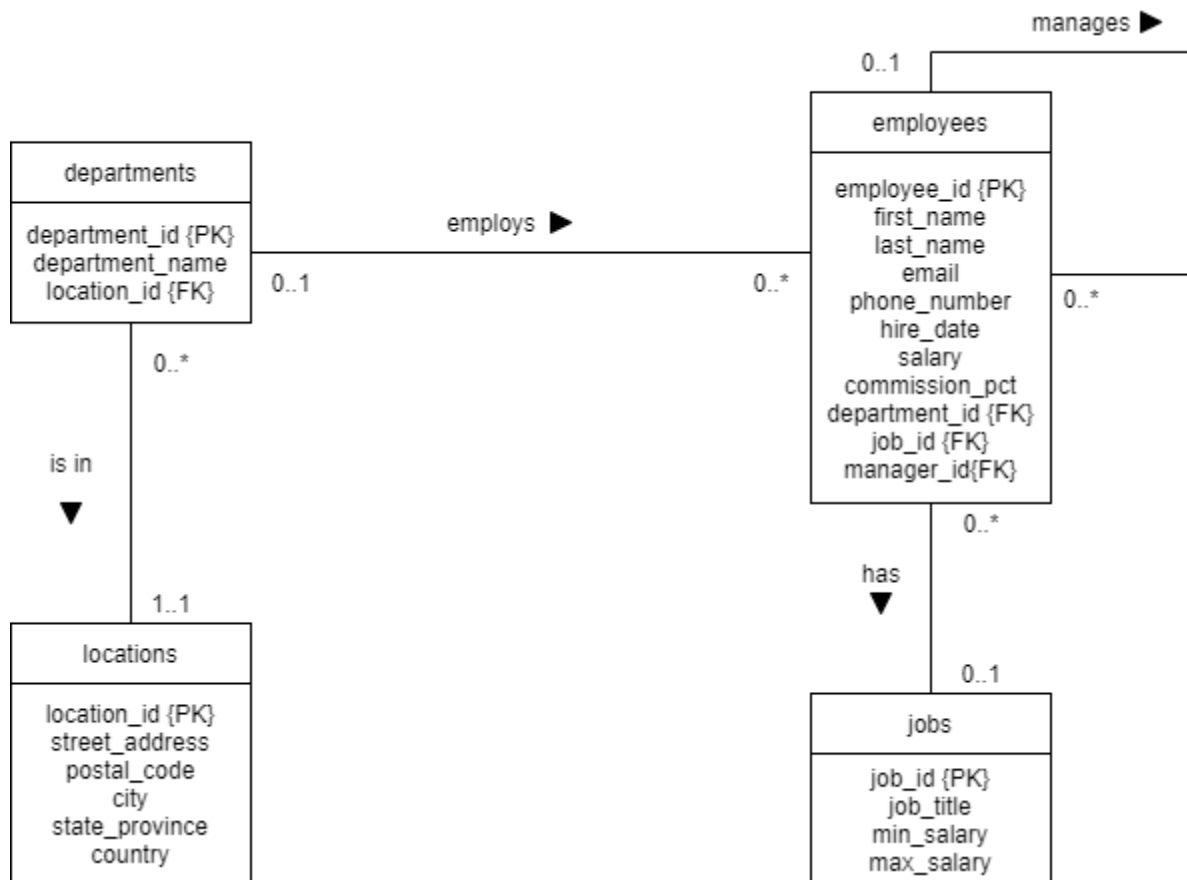 manages ▶
0..1
employees
employee_id {PK}
first_name
last_name
email
phone_number
hire_date
salary
commission_pct
department_id {FK}
job_id {FK}
manager_id{FK}
departments
department_id {PK}
department_name
location_id {FK}
employs ▶
0..1
0..*
0..*
0..*
is in
▼
1..1
0..*
has
▼
0..1
locations
location_id {PK}
street_address
postal_code
city
state_province
country
jobs
job_id {PK}
job_title
min_salary
max_salary